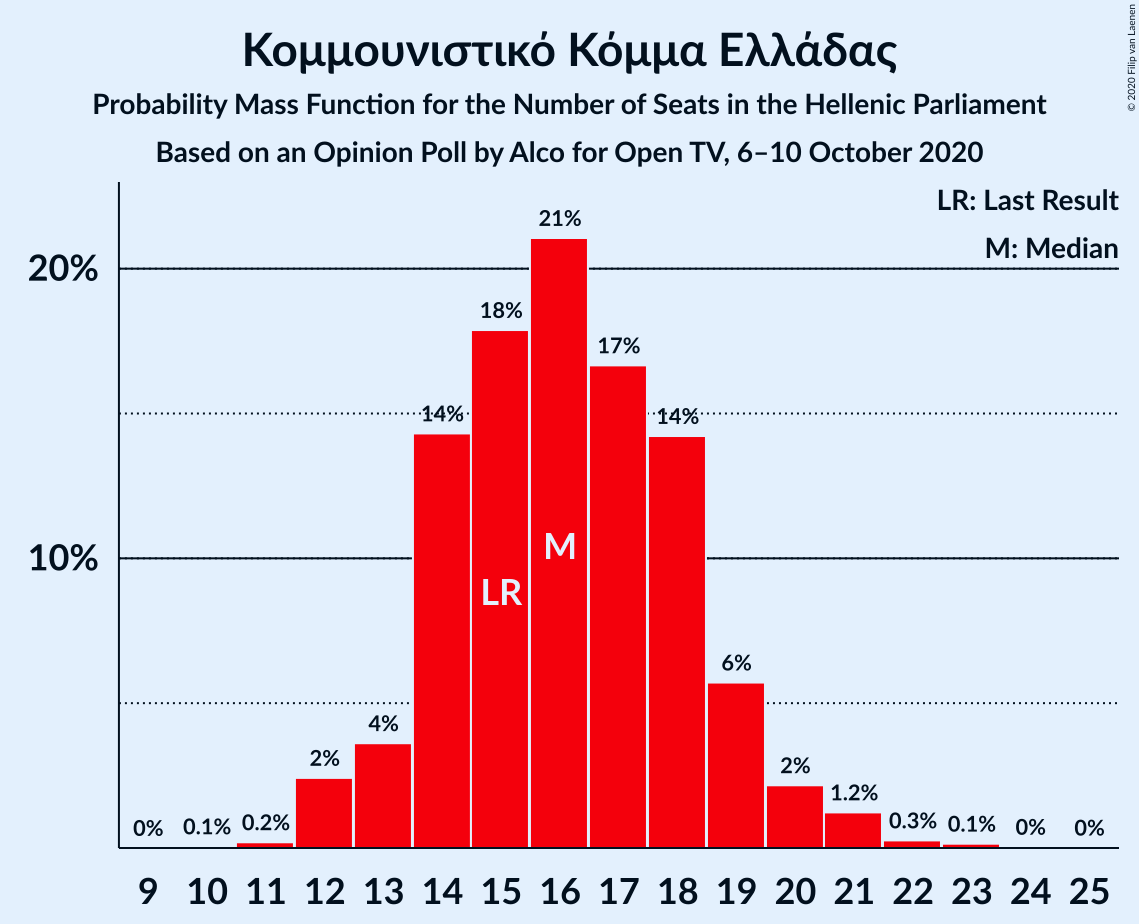 Κομμουνιστικό Κόμμα Ελλάδας
Probability Mass Function for the Number of Seats in the Hellenic Parliament
Based on an Opinion Poll by Alco for Open TV, 6–10 October 2020
© 2020 Filip van Laenen
LR: Last Result
M: Median
20%
10%
0% 0.1% 0.2% 2% 4% 14% 18% 21% 17% 14% 6% 2% 1.2% 0.3% 0.1% 0% 0%
LR
M
9 10 11 12 13 14 15 16 17 18 19 20 21 22 23 24 25